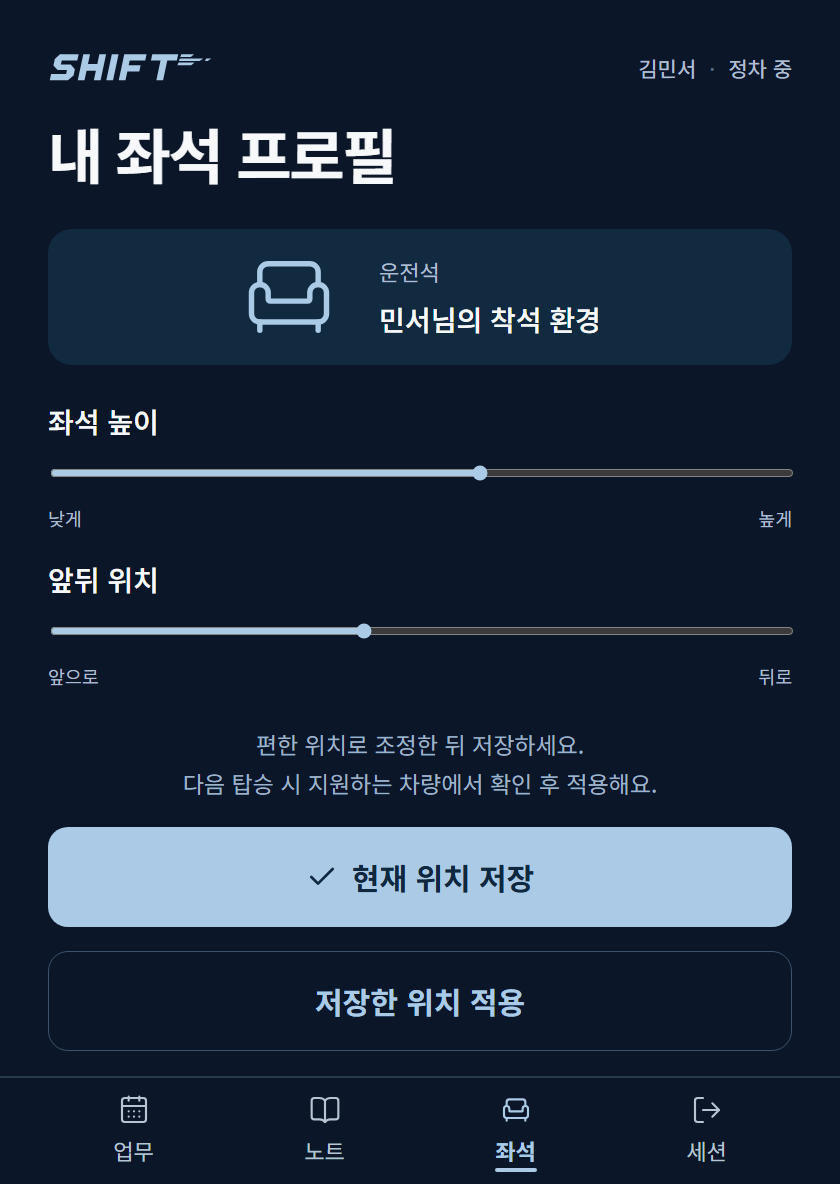 SHIFT
김민서 · 정차 중
내 좌석 프로필
운전석
민서님의 착석 환경
좌석 높이
낮게 높게
앞뒤 위치
앞으로 뒤로
편한 위치로 조정한 뒤 저장하세요.
다음 탑승 시 지원하는 차량에서 확인 후 적용해요.
현재 위치 저장
저장한 위치 적용
업무 노트 좌석 세션